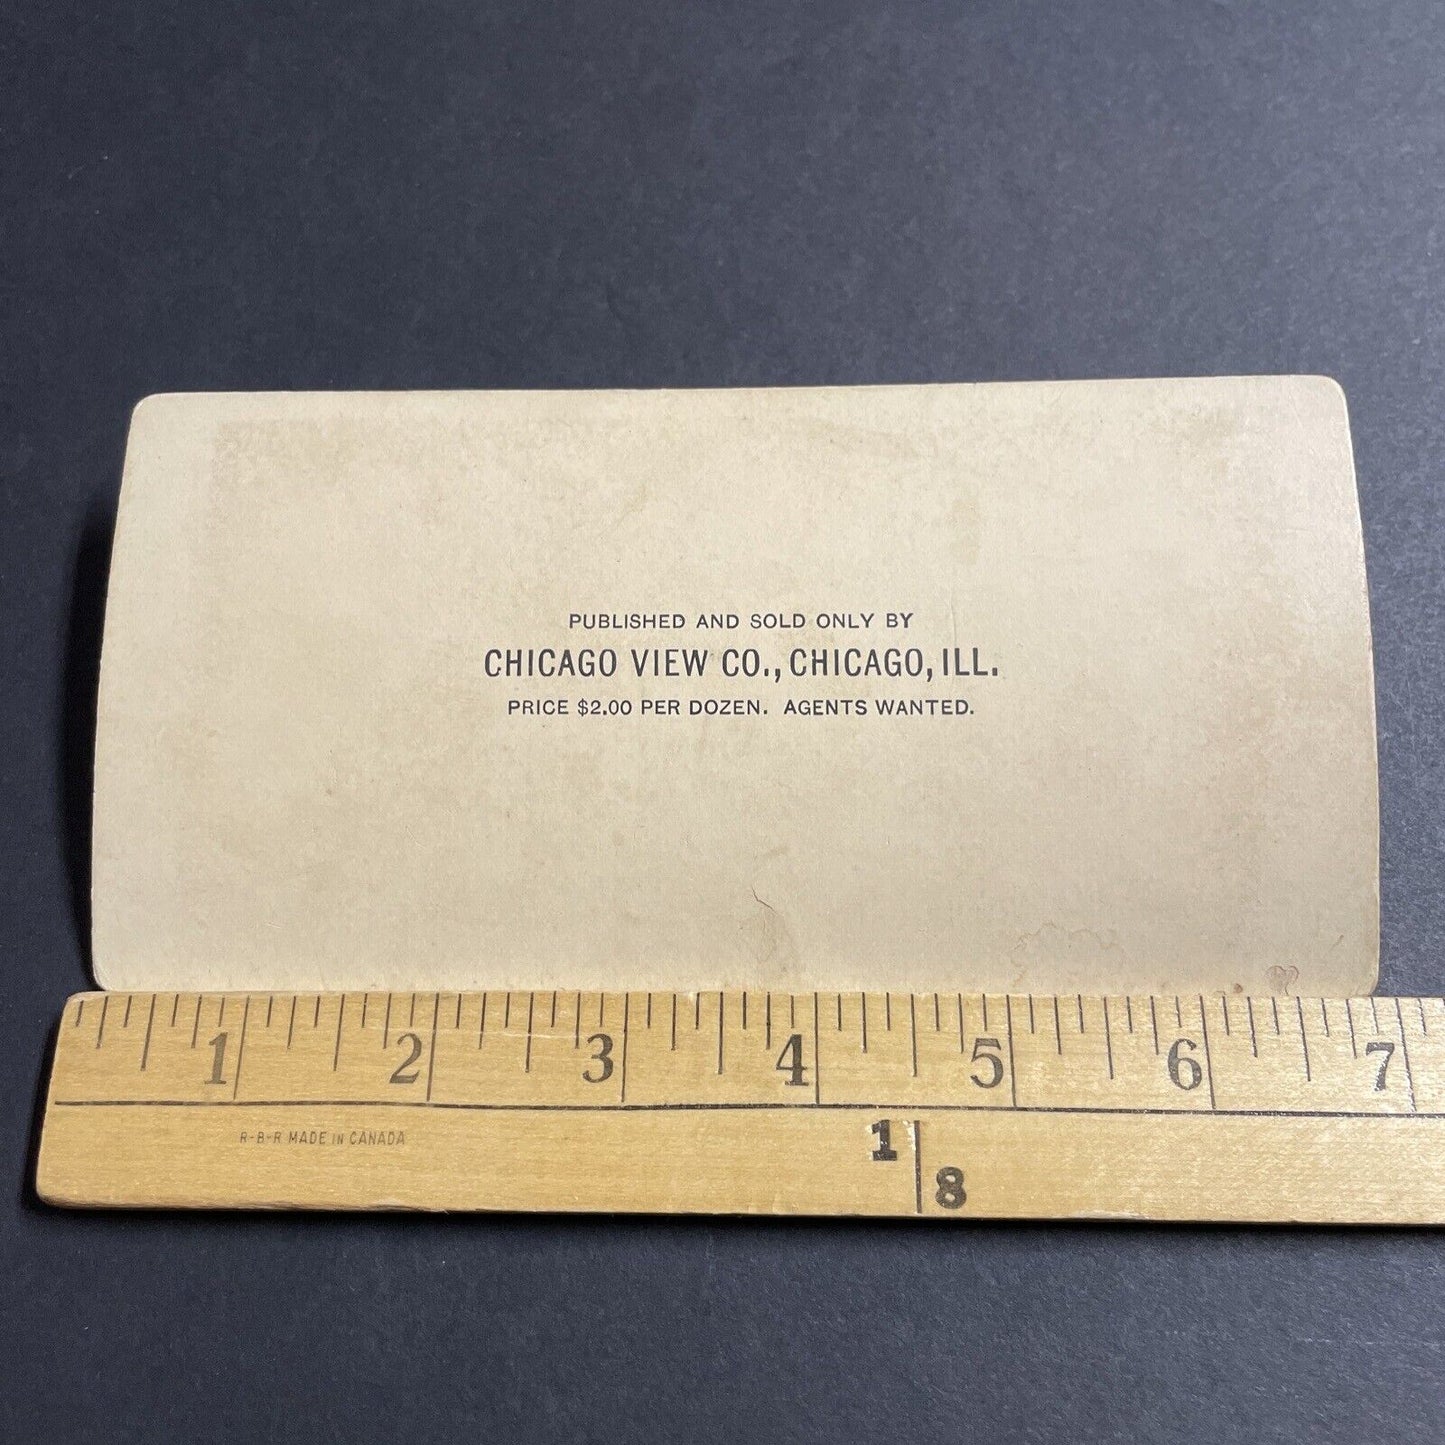 PUBLISHED AND SOLD ONLY BY
CHICAGO VIEW CO., CHICAGO, ILL.
PRICE $2.00 PER DOZEN. AGENTS WANTED.
1 2 3 4 5 6 7
R-B-R MADE IN CANADA
1
8